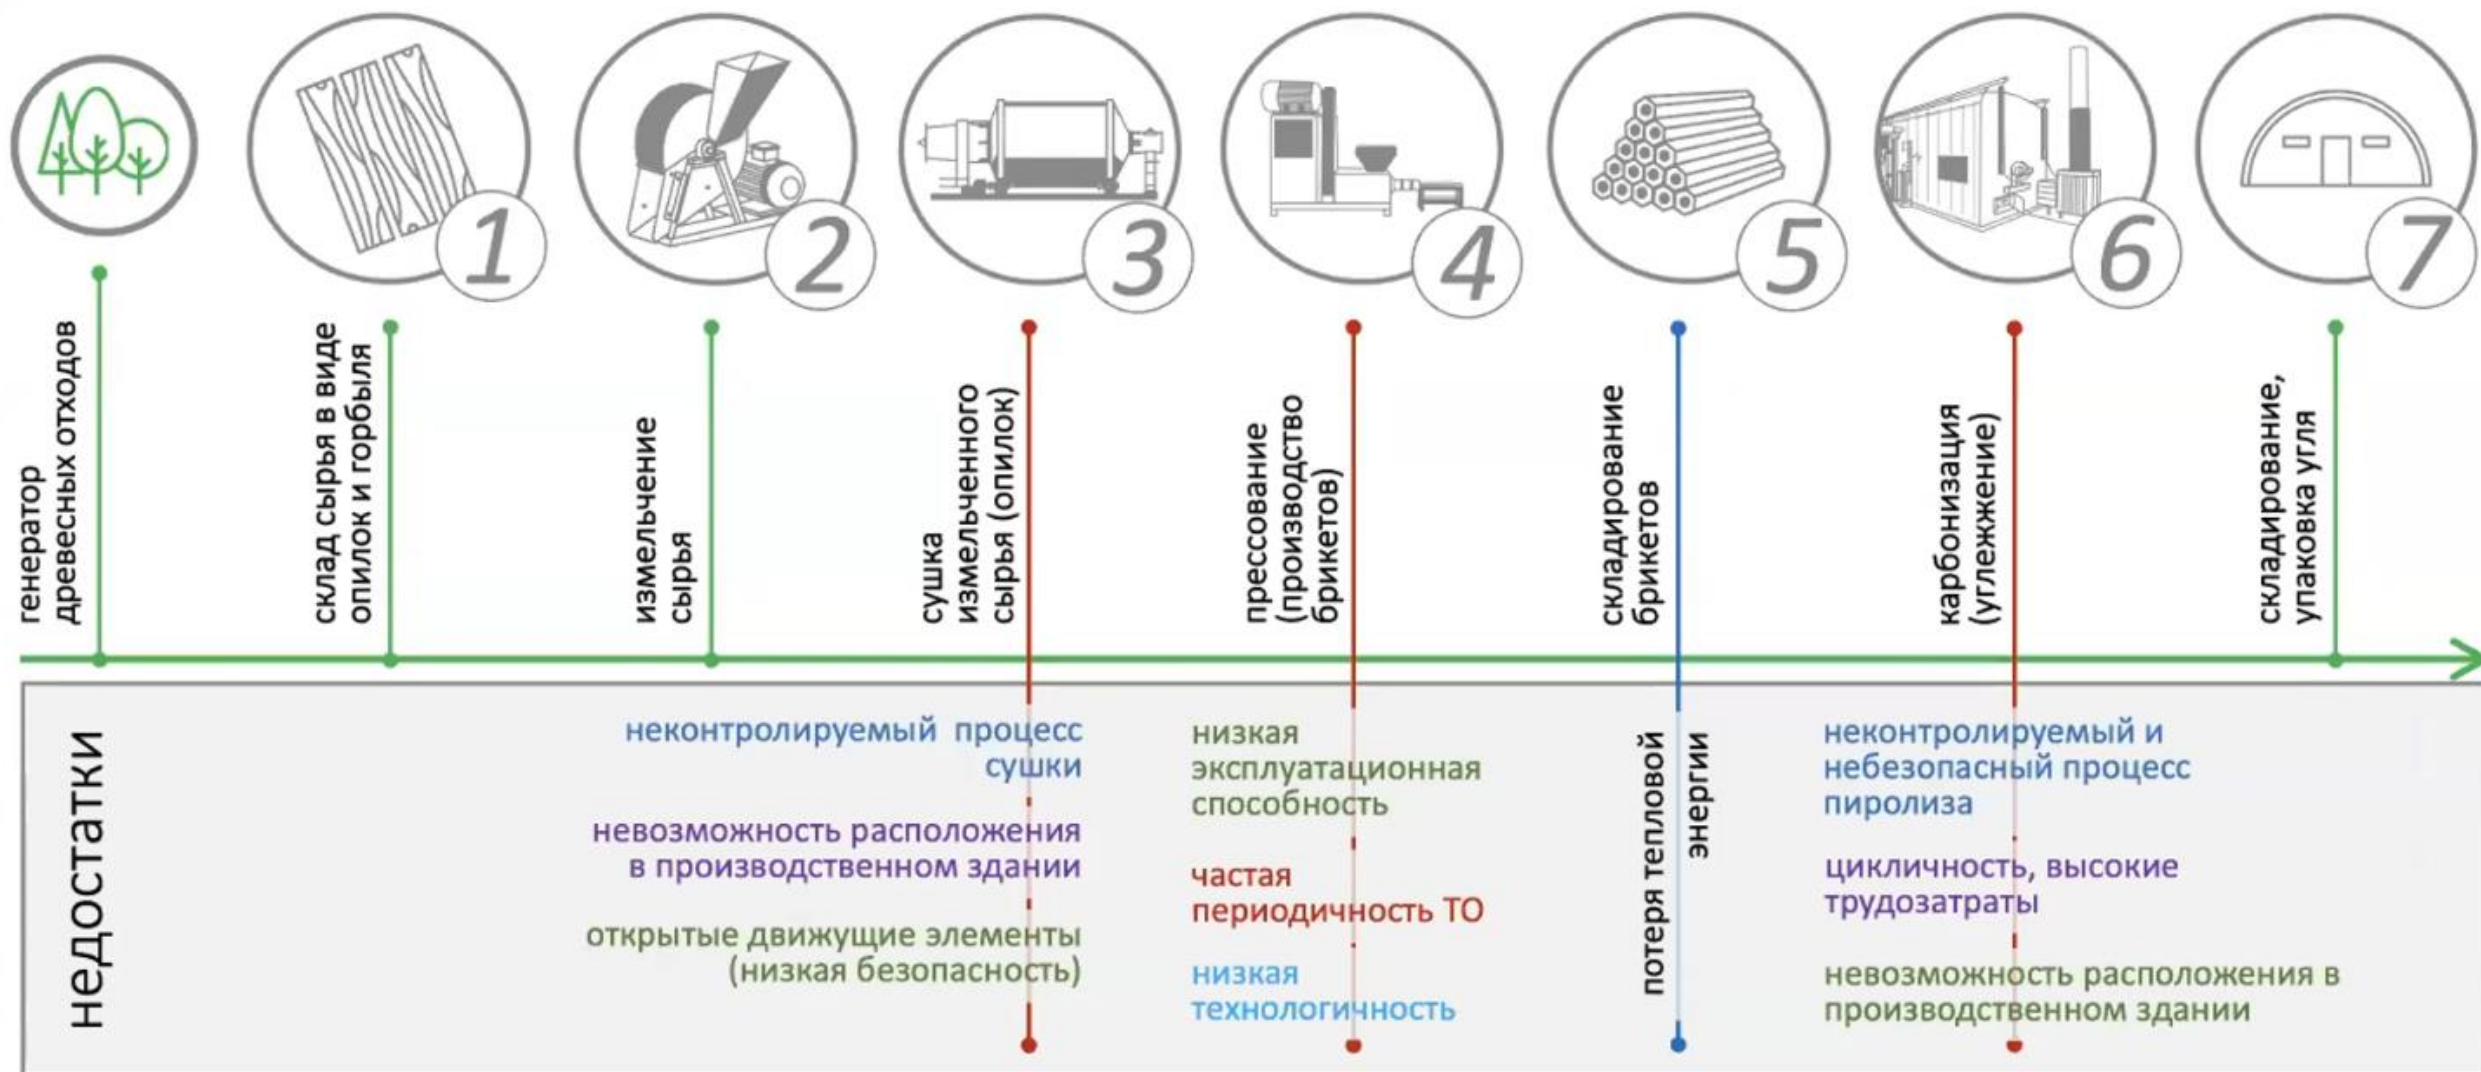 1
2
3
4
5
6
7
генератор
древесных отходов
склад сырья в виде
опилок и горбыля
измельчение
сырья
сушка
измельченного
сырья (опилок)
прессование
(производство
брикетов)
складирование
брикетов
карбонизация
(углежжение)
складирование,
упаковка угля
недостатки
неконтролируемый процесс
сушки
невозможность расположения
в производственном здании
открытые движущие элементы
(низкая безопасность)
низкая
эксплуатационная
способность
частая
периодичность ТО
низкая
технологичность
потеря тепловой
энергии
неконтролируемый и
небезопасный процесс
пиролиза
цикличность, высокие
трудозатраты
невозможность расположения в
производственном здании